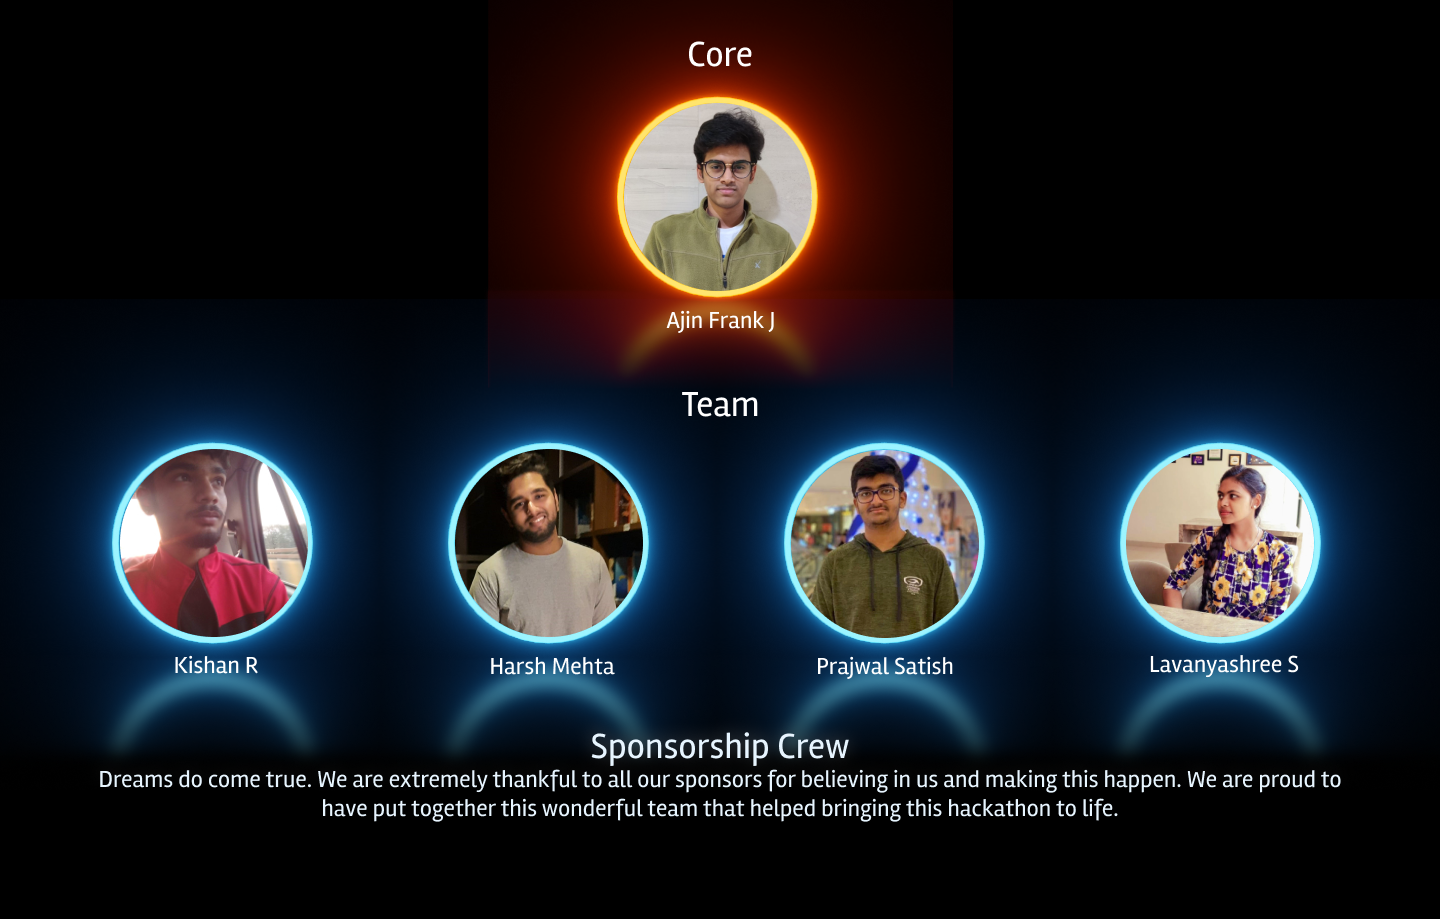 Core
Ajin Frank J
Team
Kishan R
Harsh Mehta
Prajwal Satish
Lavanyashree S
Sponsorship Crew
Dreams do come true. We are extremely thankful to all our sponsors for believing in us and making this happen. We are proud to
have put together this wonderful team that helped bringing this hackathon to life.